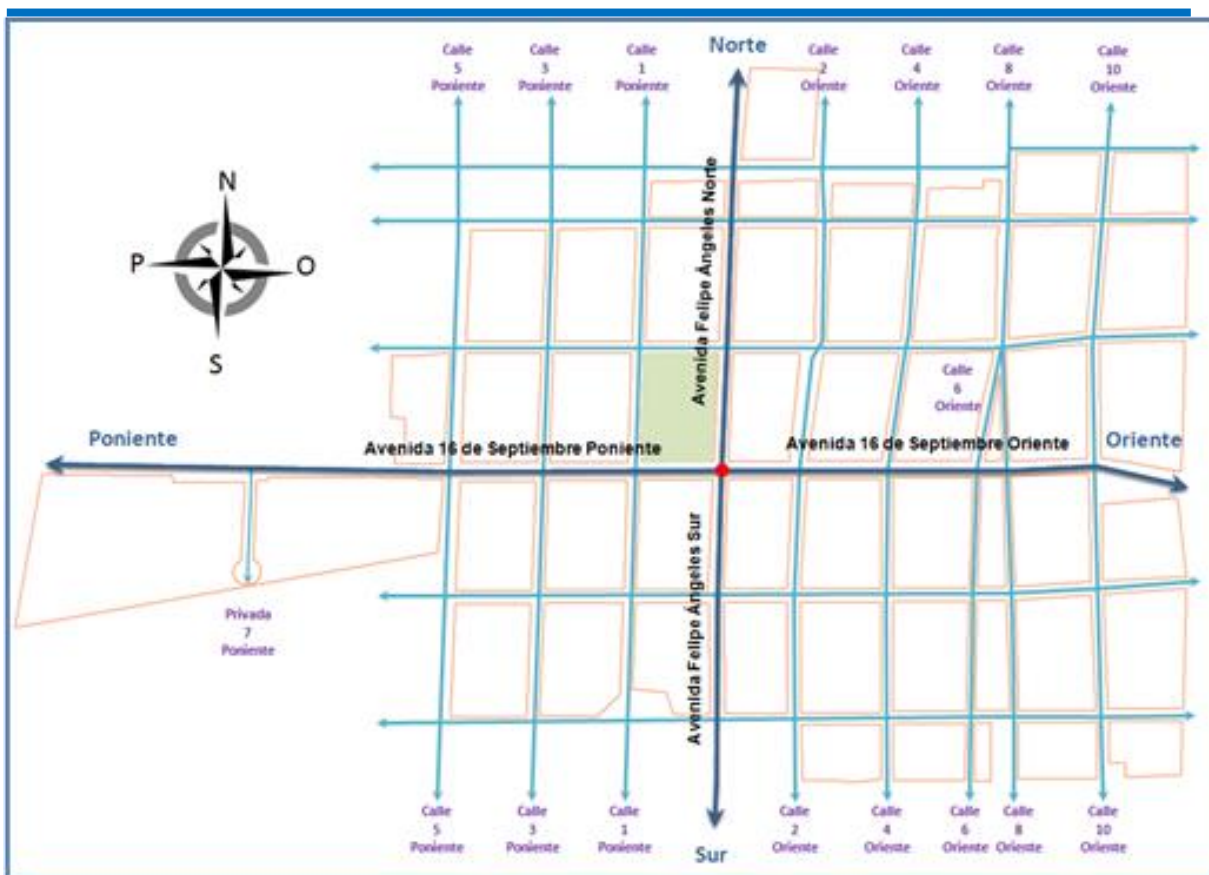 Norte
Calle
5
Poniente
Calle
3
Poniente
Calle
1
Poniente
Calle
2
Oriente
Calle
4
Oriente
Calle
8
Oriente
Calle
10
Oriente
N
P
O
S
Avenida Felipe Ángeles Norte
Calle
6
Oriente
Poniente
Avenida 16 de Septiembre Poniente
Avenida 16 de Septiembre Oriente
Oriente
Avenida Felipe Ángeles Sur
Privada
7
Poniente
Calle
5
Poniente
Calle
3
Poniente
Calle
1
Poniente
Calle
2
Oriente
Calle
4
Oriente
Calle
6
Oriente
Calle
8
Oriente
Calle
10
Oriente
Sur